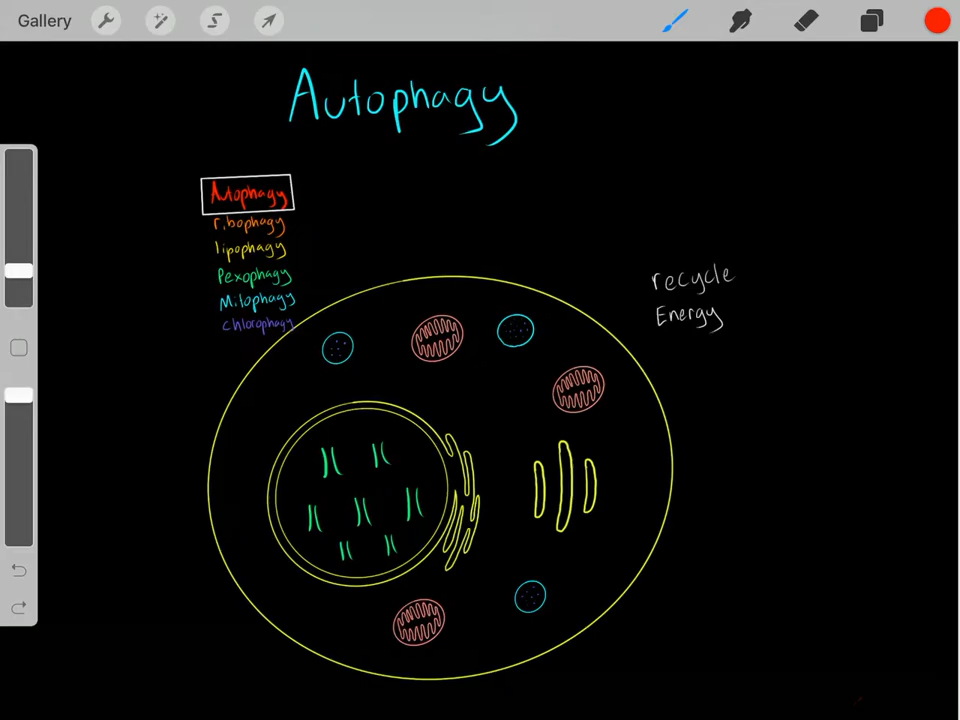 Gallery
Autophagy
Autophagy
ribophagy
lipophagy
Pexophagy
Mitophagy
Chlorophagy
recycle
Energy